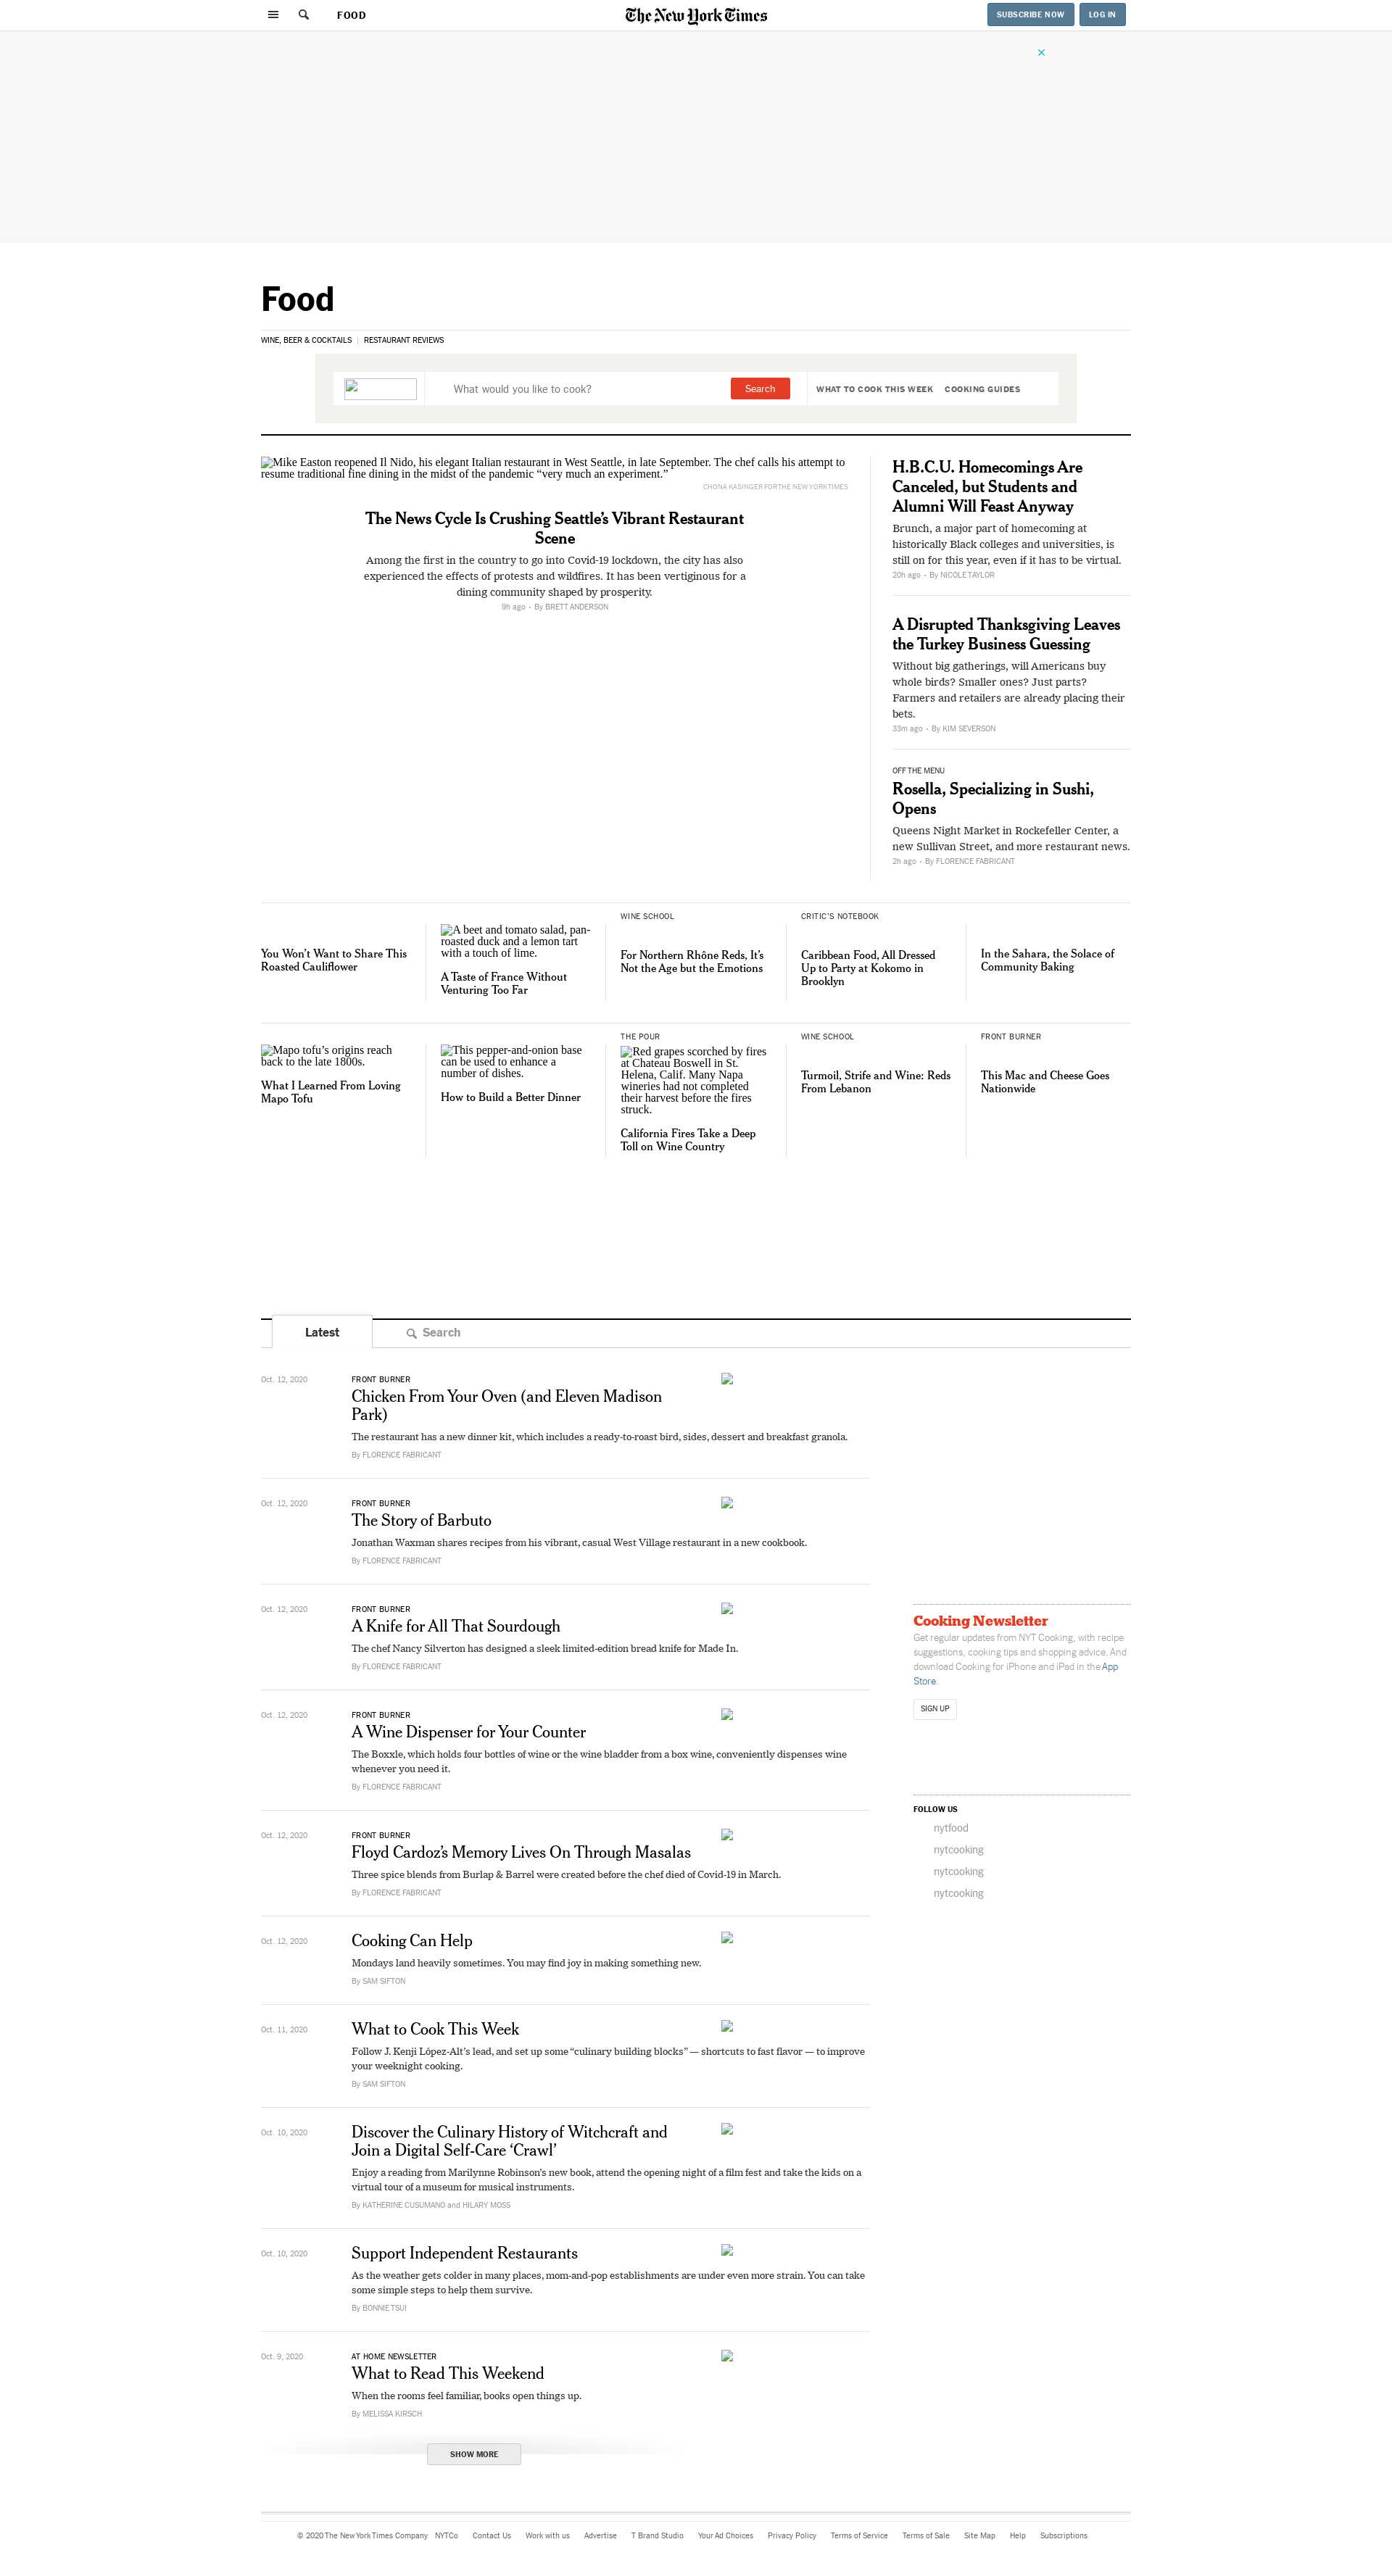 FOOD
The New York Times
SUBSCRIBE NOW
LOG IN
Food
WINE, BEER & COCKTAILS
RESTAURANT REVIEWS
What would you like to cook?
Search
WHAT TO COOK THIS WEEK
COOKING GUIDES
Mike Easton reopened Il Nido, his elegant Italian restaurant in West Seattle, in late September. The chef calls his attempt to
resume traditional fine dining in the midst of the pandemic “very much an experiment.”
CHONA KASINGER FOR THE NEW YORK TIMES
The News Cycle Is Crushing Seattle’s Vibrant Restaurant
Scene
Among the first in the country to go into Covid-19 lockdown, the city has also
experienced the effects of protests and wildfires. It has been vertiginous for a
dining community shaped by prosperity.
9h ago • By BRETT ANDERSON
H.B.C.U. Homecomings Are
Canceled, but Students and
Alumni Will Feast Anyway
Brunch, a major part of homecoming at
historically Black colleges and universities, is
still on for this year, even if it has to be virtual.
20h ago • By NICOLE TAYLOR
A Disrupted Thanksgiving Leaves
the Turkey Business Guessing
Without big gatherings, will Americans buy
whole birds? Smaller ones? Just parts?
Farmers and retailers are already placing their
bets.
33m ago • By KIM SEVERSON
OFF THE MENU
Rosella, Specializing in Sushi,
Opens
Queens Night Market in Rockefeller Center, a
new Sullivan Street, and more restaurant news.
2h ago • By FLORENCE FABRICANT
You Won’t Want to Share This
Roasted Cauliflower
A beet and tomato salad, pan-
roasted duck and a lemon tart
with a touch of lime.
A Taste of France Without
Venturing Too Far
WINE SCHOOL
For Northern Rhône Reds, It’s
Not the Age but the Emotions
CRITIC’S NOTEBOOK
Caribbean Food, All Dressed
Up to Party at Kokomo in
Brooklyn
In the Sahara, the Solace of
Community Baking
Mapo tofu’s origins reach
back to the late 1800s.
What I Learned From Loving
Mapo Tofu
This pepper-and-onion base
can be used to enhance a
number of dishes.
How to Build a Better Dinner
THE POUR
Red grapes scorched by fires
at Chateau Boswell in St.
Helena, Calif. Many Napa
wineries had not completed
their harvest before the fires
struck.
California Fires Take a Deep
Toll on Wine Country
WINE SCHOOL
Turmoil, Strife and Wine: Reds
From Lebanon
FRONT BURNER
This Mac and Cheese Goes
Nationwide
Latest
Search
Oct. 12, 2020
FRONT BURNER
Chicken From Your Oven (and Eleven Madison
Park)
The restaurant has a new dinner kit, which includes a ready-to-roast bird, sides, dessert and breakfast granola.
By FLORENCE FABRICANT
Oct. 12, 2020
FRONT BURNER
The Story of Barbuto
Jonathan Waxman shares recipes from his vibrant, casual West Village restaurant in a new cookbook.
By FLORENCE FABRICANT
Oct. 12, 2020
FRONT BURNER
A Knife for All That Sourdough
The chef Nancy Silverton has designed a sleek limited-edition bread knife for Made In.
By FLORENCE FABRICANT
Oct. 12, 2020
FRONT BURNER
A Wine Dispenser for Your Counter
The Boxxle, which holds four bottles of wine or the wine bladder from a box wine, conveniently dispenses wine
whenever you need it.
By FLORENCE FABRICANT
Oct. 12, 2020
FRONT BURNER
Floyd Cardoz’s Memory Lives On Through Masalas
Three spice blends from Burlap & Barrel were created before the chef died of Covid-19 in March.
By FLORENCE FABRICANT
Oct. 12, 2020
Cooking Can Help
Mondays land heavily sometimes. You may find joy in making something new.
By SAM SIFTON
Oct. 11, 2020
What to Cook This Week
Follow J. Kenji López-Alt’s lead, and set up some “culinary building blocks” — shortcuts to fast flavor — to improve
your weeknight cooking.
By SAM SIFTON
Oct. 10, 2020
Discover the Culinary History of Witchcraft and
Join a Digital Self-Care ‘Crawl’
Enjoy a reading from Marilynne Robinson’s new book, attend the opening night of a film fest and take the kids on a
virtual tour of a museum for musical instruments.
By KATHERINE CUSUMANO and HILARY MOSS
Oct. 10, 2020
Support Independent Restaurants
As the weather gets colder in many places, mom-and-pop establishments are under even more strain. You can take
some simple steps to help them survive.
By BONNIE TSUI
Oct. 9, 2020
AT HOME NEWSLETTER
What to Read This Weekend
When the rooms feel familiar, books open things up.
By MELISSA KIRSCH
SHOW MORE
Cooking Newsletter
Get regular updates from NYT Cooking, with recipe
suggestions, cooking tips and shopping advice. And
download Cooking for iPhone and iPad in the App
Store.
SIGN UP
FOLLOW US
nytfood
nytcooking
nytcooking
nytcooking
© 2020 The New York Times Company NYTCo Contact Us Work with us Advertise T Brand Studio Your Ad Choices Privacy Policy Terms of Service Terms of Sale Site Map Help Subscriptions